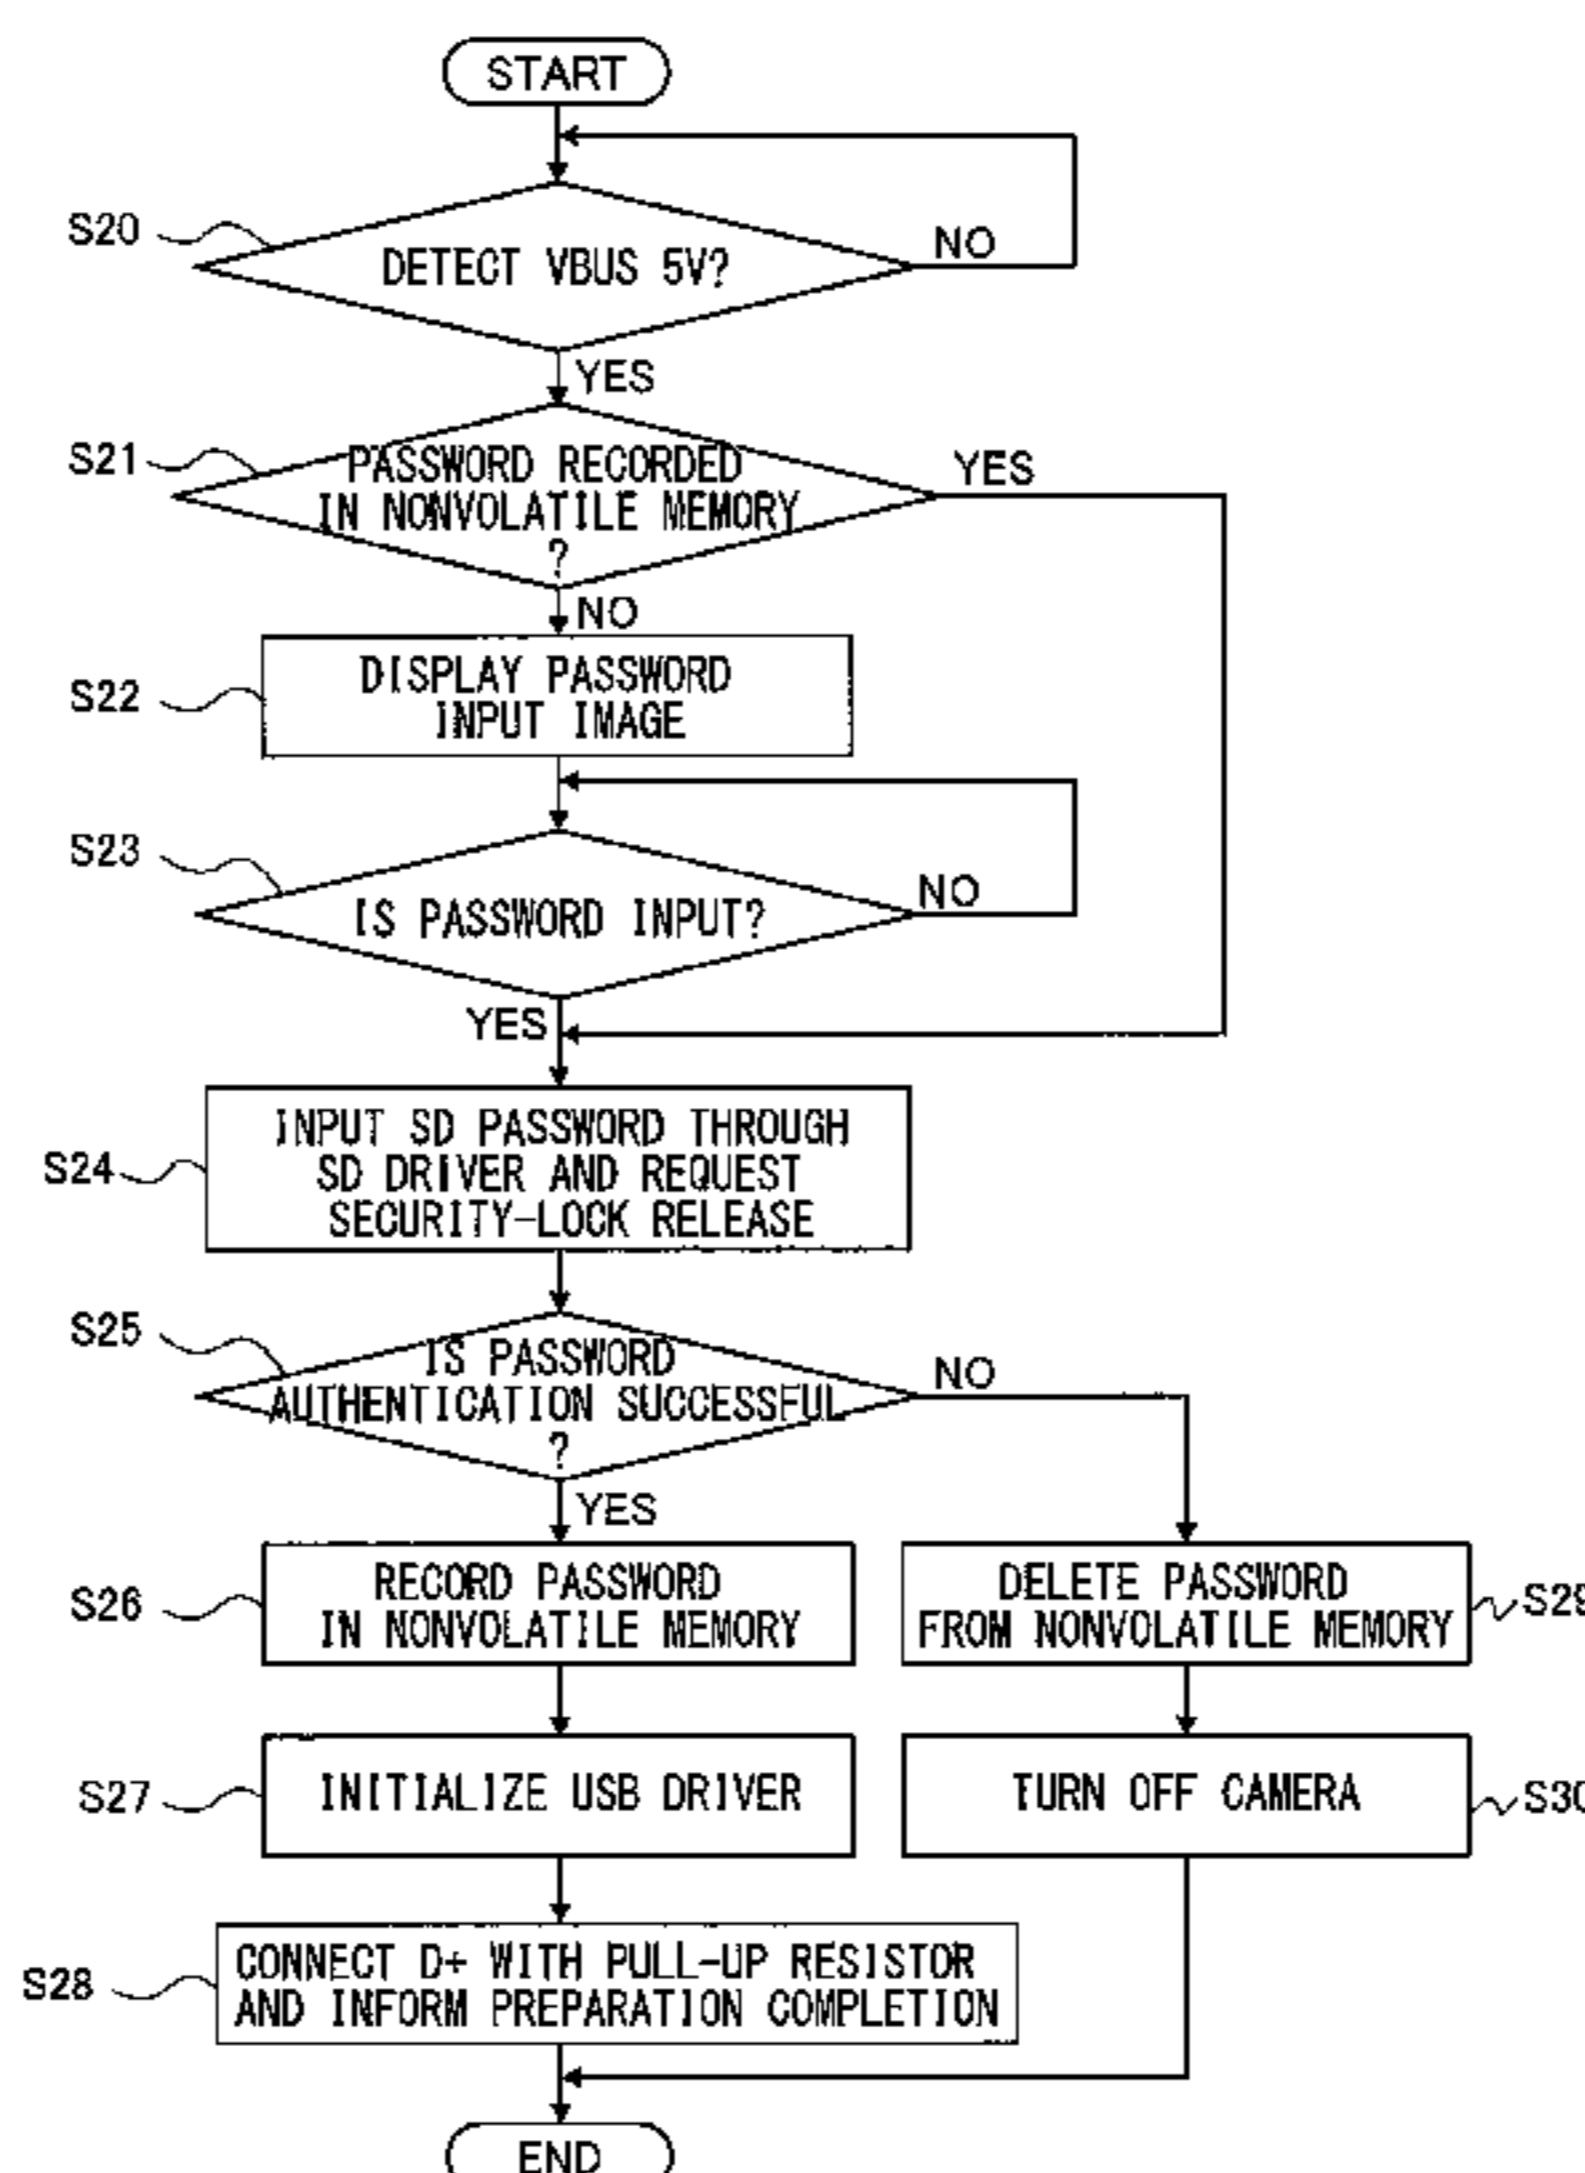 START
S20
DETECT VBUS 5V?
NO
YES
S21
PASSWORD RECORDED
IN NONVOLATILE MEMORY
?
YES
NO
S22
DISPLAY PASSWORD
INPUT IMAGE
S23
IS PASSWORD INPUT?
NO
YES
S24
INPUT SD PASSWORD THROUGH
SD DRIVER AND REQUEST
SECURITY-LOCK RELEASE
S25
IS PASSWORD
AUTHENTICATION SUCCESSFUL
?
NO
YES
S26
RECORD PASSWORD
IN NONVOLATILE MEMORY
DELETE PASSWORD
FROM NONVOLATILE MEMORY
S29
S27
INITIALIZE USB DRIVER
TURN OFF CAMERA
S30
S28
CONNECT D+ WITH PULL-UP RESISTOR
AND INFORM PREPARATION COMPLETION
END